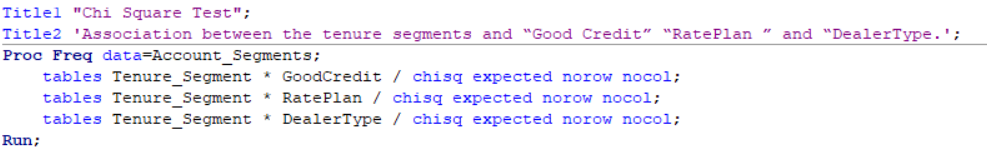 Title1 "Chi Square Test";
Title2 'Association between the tenure segments and “Good Credit” “RatePlan ” and “DealerType.';
Proc Freq data=Account_Segments;
    tables Tenure_Segment * GoodCredit / chisq expected norow nocol;
    tables Tenure_Segment * RatePlan / chisq expected norow nocol;
    tables Tenure_Segment * DealerType / chisq expected norow nocol;
Run;